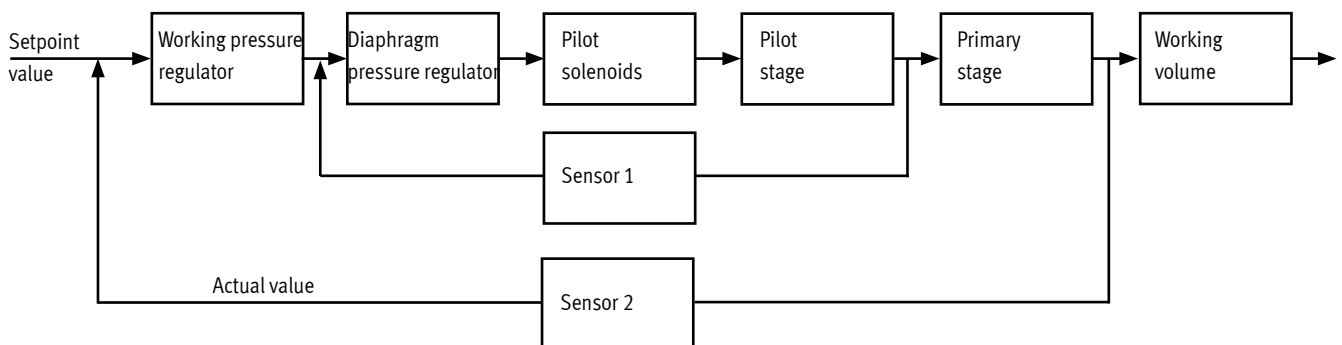 Setpoint
value
Working pressure
regulator
Diaphragm
pressure regulator
Pilot
solenoids
Pilot
stage
Primary
stage
Working
volume
Sensor 1
Actual value
Sensor 2